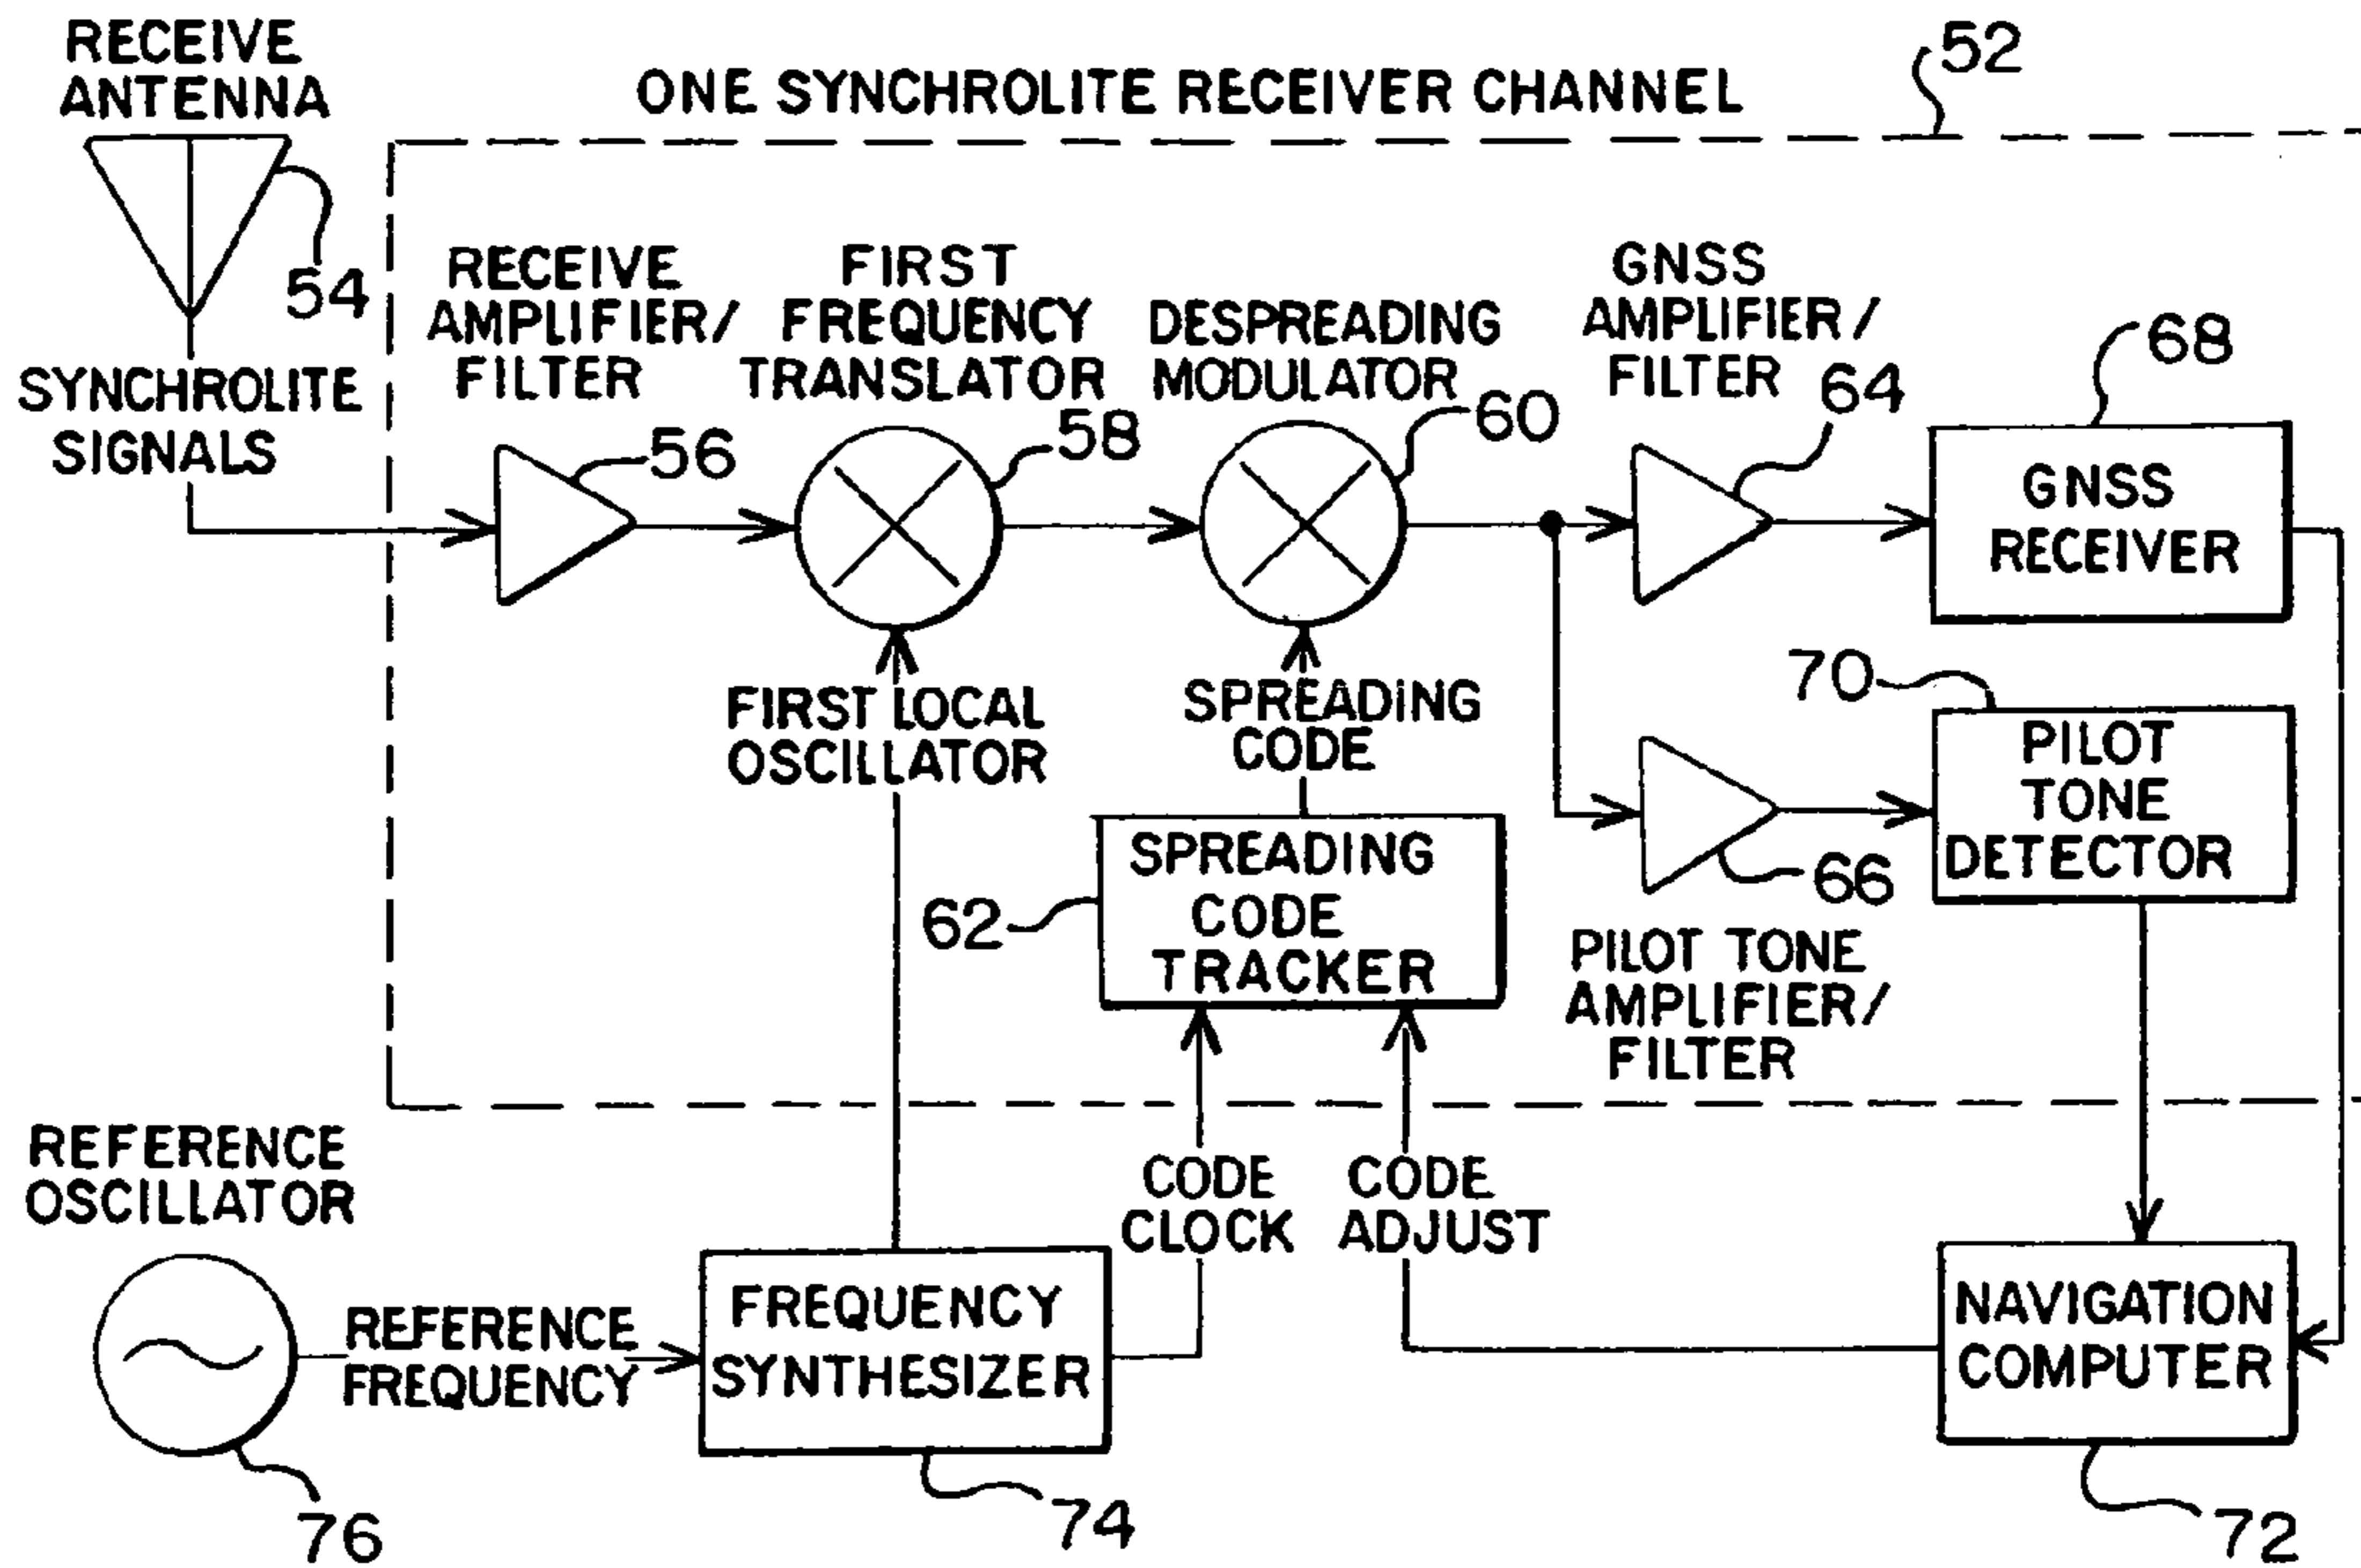 RECEIVE
ANTENNA
54
SYNCHROLITE
SIGNALS
ONE SYNCHROLITE RECEIVER CHANNEL
52
RECEIVE
AMPLIFIER/
FILTER
56
FIRST
FREQUENCY
TRANSLATOR
58
DESPREADING
MODULATOR
60
GNSS
AMPLIFIER/
FILTER
64
68
GNSS
RECEIVER
FIRST LOCAL
OSCILLATOR
SPREADING
CODE
70
PILOT
TONE
DETECTOR
62
SPREADING
CODE
TRACKER
66
PILOT TONE
AMPLIFIER/
FILTER
REFERENCE
OSCILLATOR
76
REFERENCE
FREQUENCY
FREQUENCY
SYNTHESIZER
74
CODE
CLOCK
CODE
ADJUST
NAVIGATION
COMPUTER
72